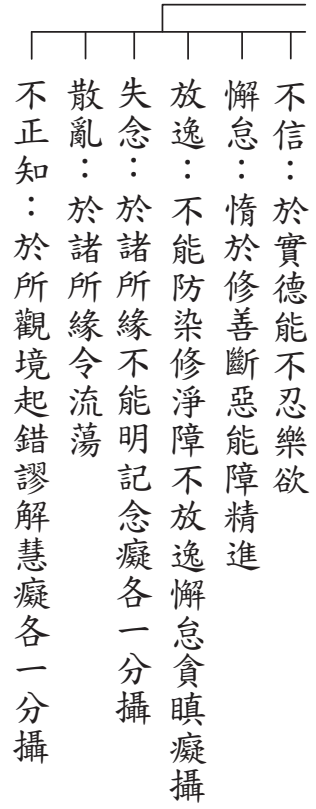 不信：於實德能不忍樂欲
懈怠：惰於修善斷惡能障精進
放逸：不能防染修淨障不放逸懈怠貪瞋癡攝
失念：於諸所緣不能明記念癡各一分攝
散亂：於諸所緣令流蕩
不正知：於所觀境起錯謬解慧癡各一分攝